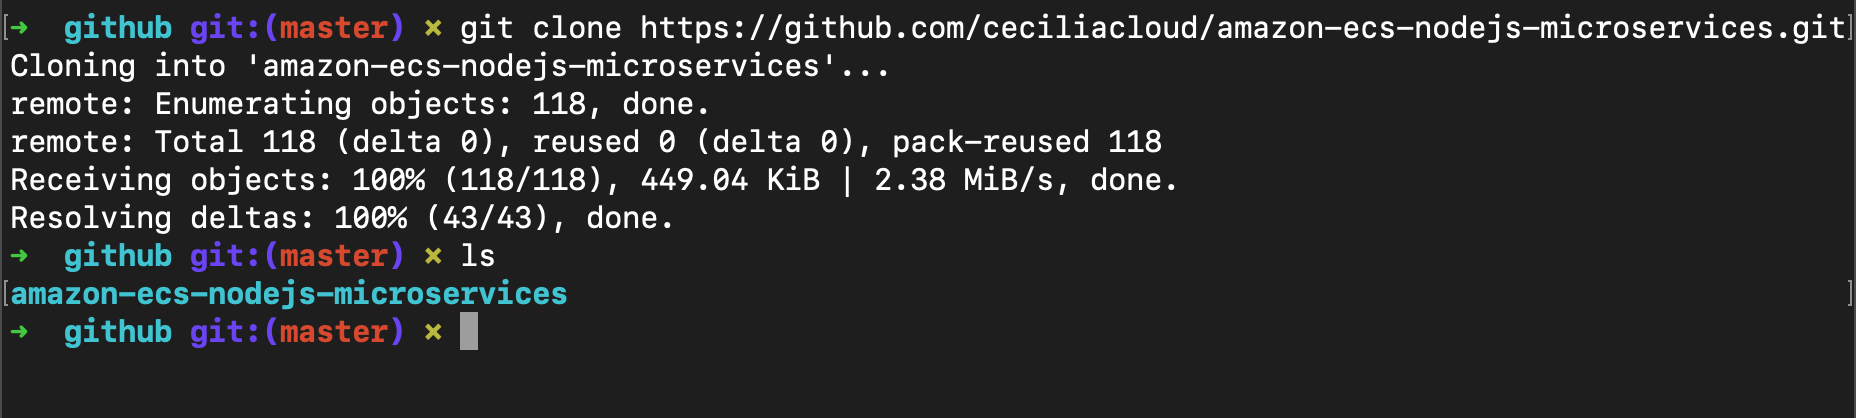 ➜  github git:(master) ✗ git clone https://github.com/ceciliacloud/amazon-ecs-nodejs-microservices.git
Cloning into 'amazon-ecs-nodejs-microservices'...
remote: Enumerating objects: 118, done.
remote: Total 118 (delta 0), reused 0 (delta 0), pack-reused 118
Receiving objects: 100% (118/118), 449.04 KiB | 2.38 MiB/s, done.
Resolving deltas: 100% (43/43), done.
➜  github git:(master) ✗ ls
amazon-ecs-nodejs-microservices
➜  github git:(master) ✗